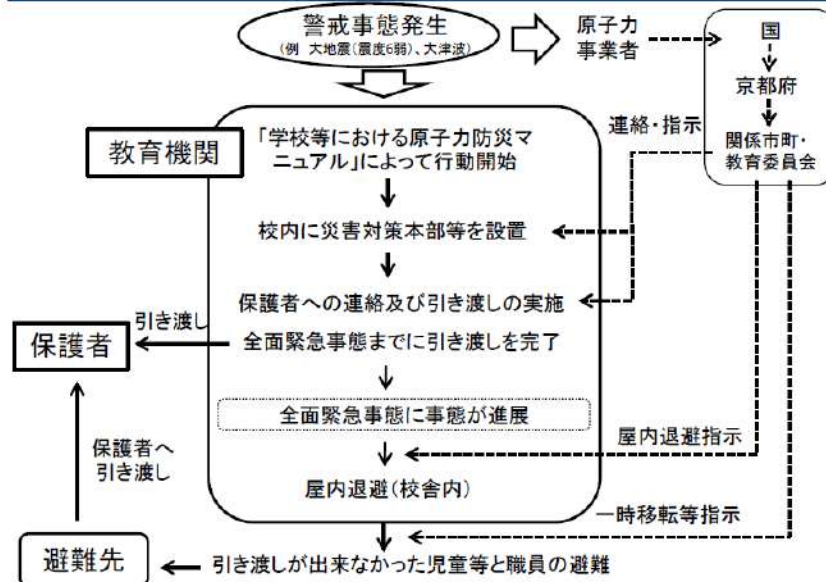 警戒事態発生
(例 大地震(震度6弱)、大津波)
原子力
事業者
国
京都府
関係市町・
教育委員会
連絡・指示
教育機関
「学校等における原子力防災マ
ニュアル」によって行動開始
校内に災害対策本部等を設置
保護者への連絡及び引き渡しの実施
引き渡し
保護者
全面緊急事態までに引き渡しを完了
全面緊急事態に事態が進展
屋内退避指示
保護者へ
引き渡し
屋内退避(校舎内)
一時移転等指示
避難先
引き渡しが出来なかった児童等と職員の避難